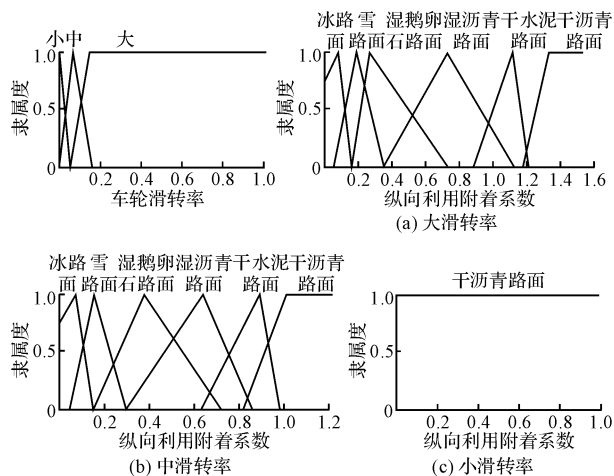 小中 大
1.0
0.5
0
0.2 0.4 0.6 0.8 1.0
隶属度
车轮滑转率
冰路 雪 湿鹅卵湿沥青干水泥干沥青
面 路面石路面 路面 路面 路面
1.0
0.5
0
0.2 0.4 0.6 0.8 1.0 1.2 1.4 1.6
隶属度
纵向利用附着系数
(a) 大滑转率
冰路 雪 湿鹅卵湿沥青干水泥干沥青
面 路面石路面 路面 路面 路面
1.0
0.5
0
0.2 0.4 0.6 0.8 1.0 1.2
隶属度
纵向利用附着系数
(b) 中滑转率
干沥青路面
1.0
0.5
0
0.2 0.4 0.6 0.8 1.0
隶属度
纵向利用附着系数
(c) 小滑转率